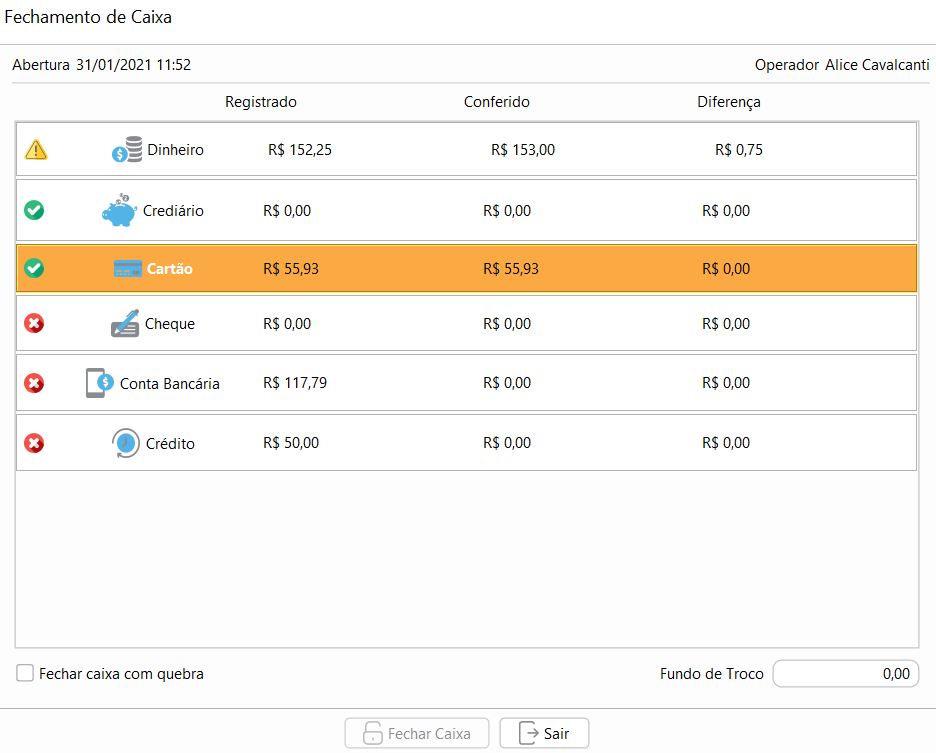 Fechamento de Caixa
Abertura 31/01/2021 11:52 Operador Alice Cavalcanti
Registrado Conferido Diferença
Dinheiro R$ 152,25 R$ 153,00 R$ 0,75
Crediário R$ 0,00 R$ 0,00 R$ 0,00
Cartão R$ 55,93 R$ 55,93 R$ 0,00
Cheque R$ 0,00 R$ 0,00 R$ 0,00
Conta Bancária R$ 117,79 R$ 0,00 R$ 0,00
Crédito R$ 50,00 R$ 0,00 R$ 0,00
Fechar caixa com quebra Fundo de Troco 0,00
Fechar Caixa Sair